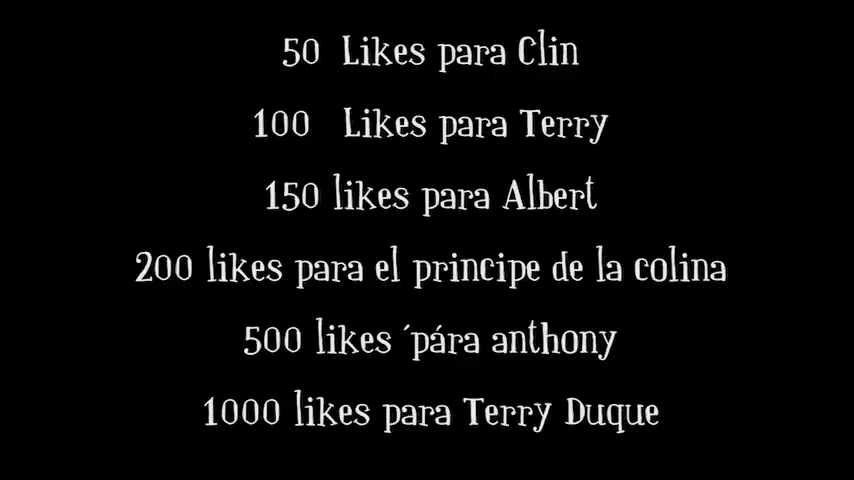 50 Likes para Clin
100 Likes para Terry
150 likes para Albert
200 likes para el principe de la colina
500 likes ´pára anthony
1000 likes para Terry Duque